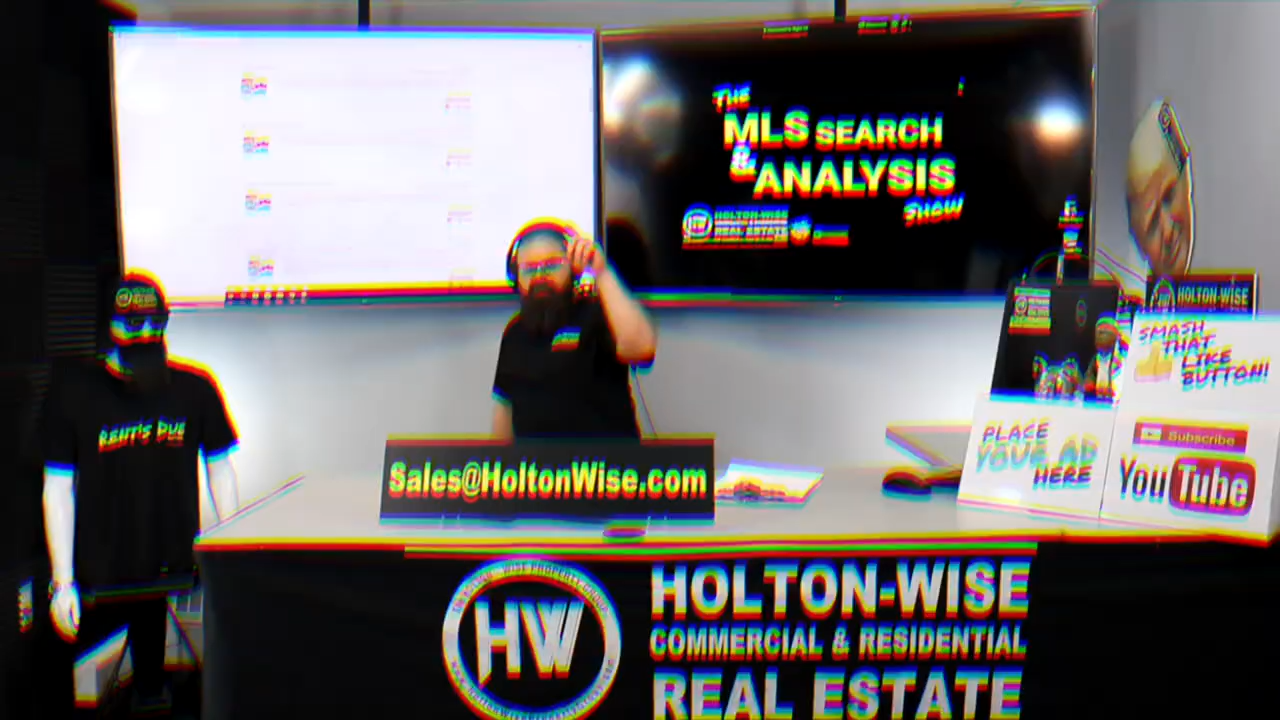 THE
MLS SEARCH
& ANALYSIS
SHOW
HW
HOLTON-WISE
REAL ESTATE
HOLTON-WISE
SMASH
THAT
LIKE
BUTTON!
RENT'S DUE
PLACE
YOUR AD
HERE
Subscribe
YouTube
Sales@HoltonWise.com
HW
HOLTON-WISE
COMMERCIAL & RESIDENTIAL
REAL ESTATE